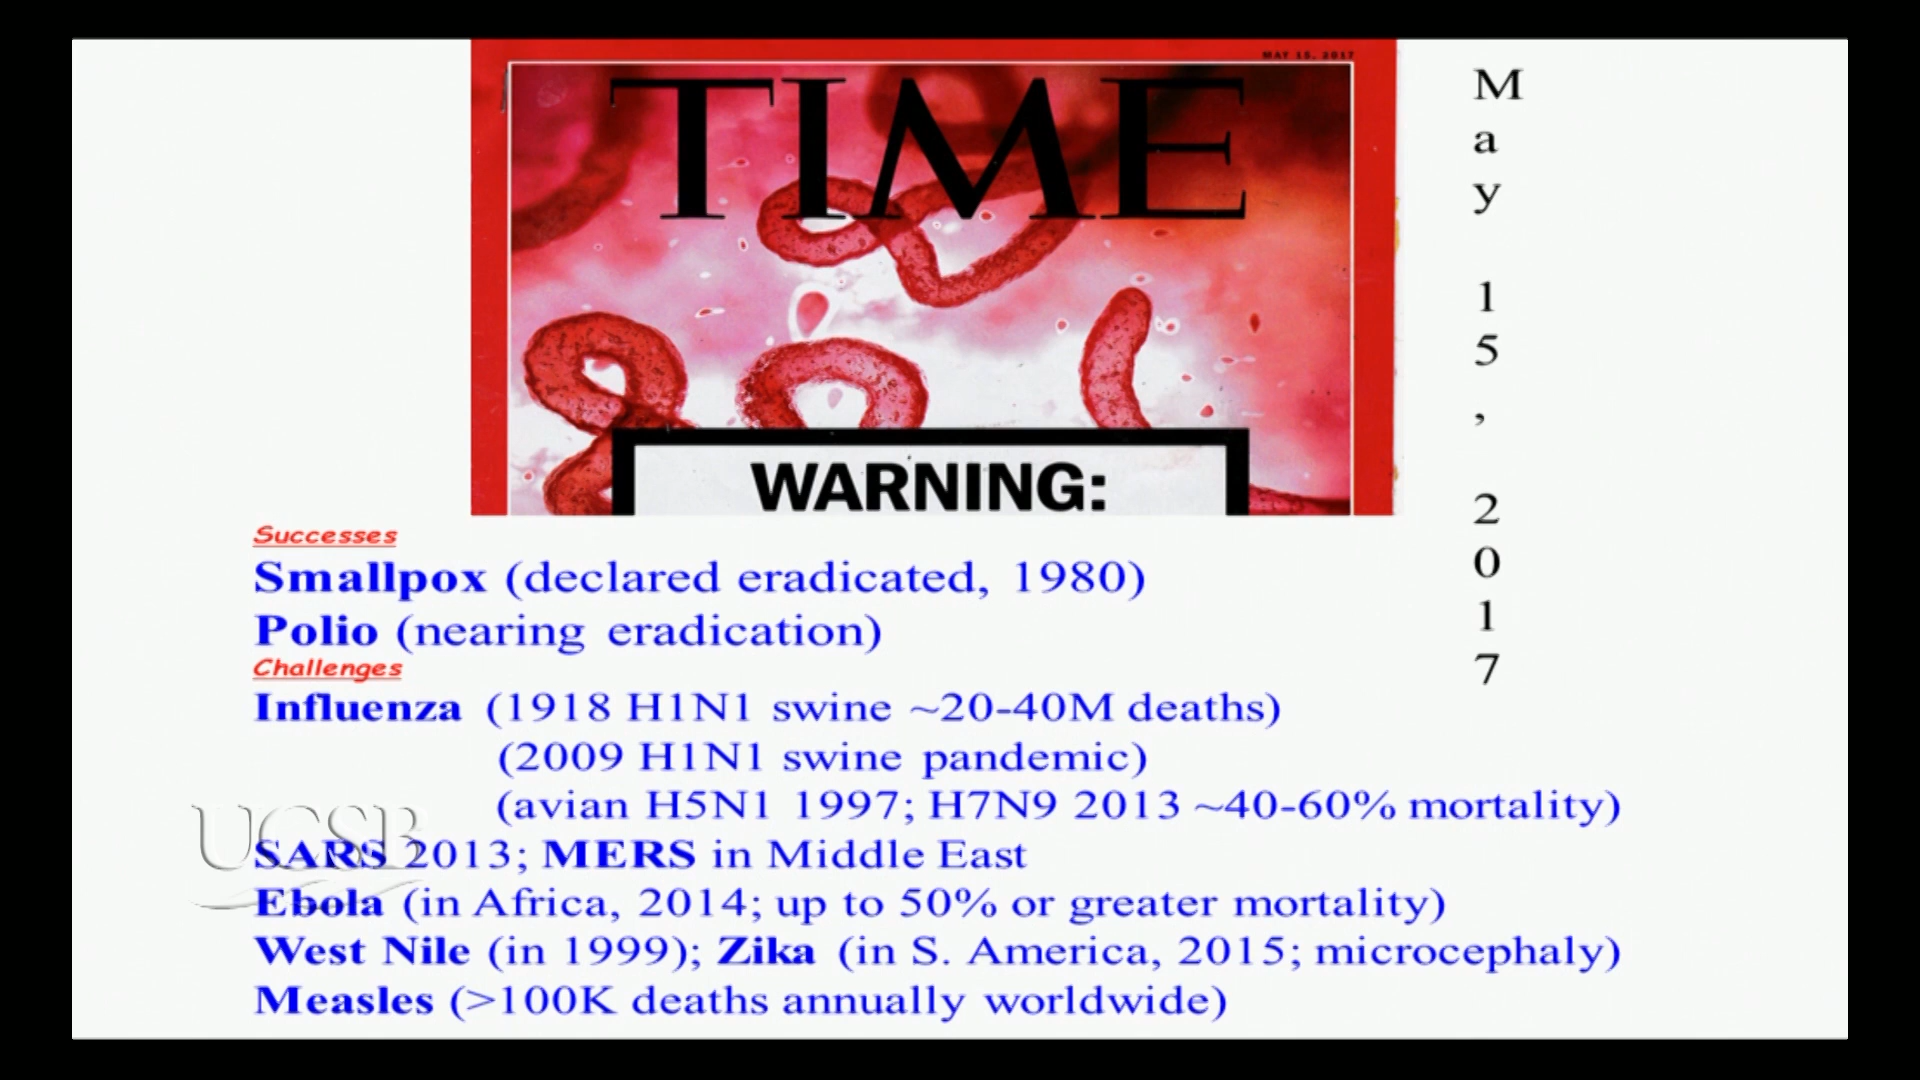 MAY 15, 2017
TIME
WARNING:
M
a
y
1
5
,
2
0
1
7
Successes
Smallpox (declared eradicated, 1980)
Polio (nearing eradication)
Challenges
Influenza (1918 H1N1 swine ~20-40M deaths)
(2009 H1N1 swine pandemic)
(avian H5N1 1997; H7N9 2013 ~40-60% mortality)
UCSB
SARS 2013; MERS in Middle East
Ebola (in Africa, 2014; up to 50% or greater mortality)
West Nile (in 1999); Zika (in S. America, 2015; microcephaly)
Measles (>100K deaths annually worldwide)